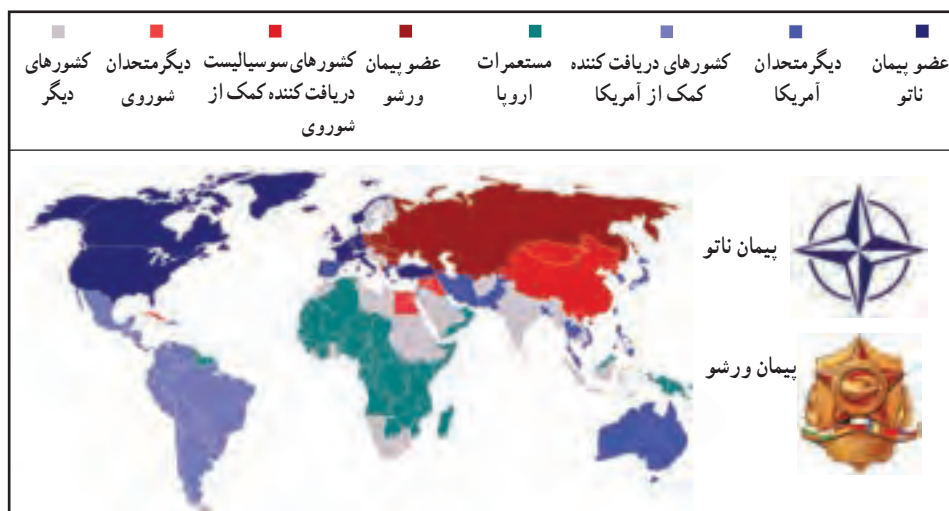 عضو پیمان ناتو
دیگرمتحدان آمریکا
کشورهای دریافت کننده کمک از آمریکا
مستعمرات اروپا
عضو پیمان ورشو
کشورهای سوسیالیست دریافت کننده کمک از شوروی
دیگرمتحدان شوروی
کشورهای دیگر
پیمان ناتو
پیمان ورشو